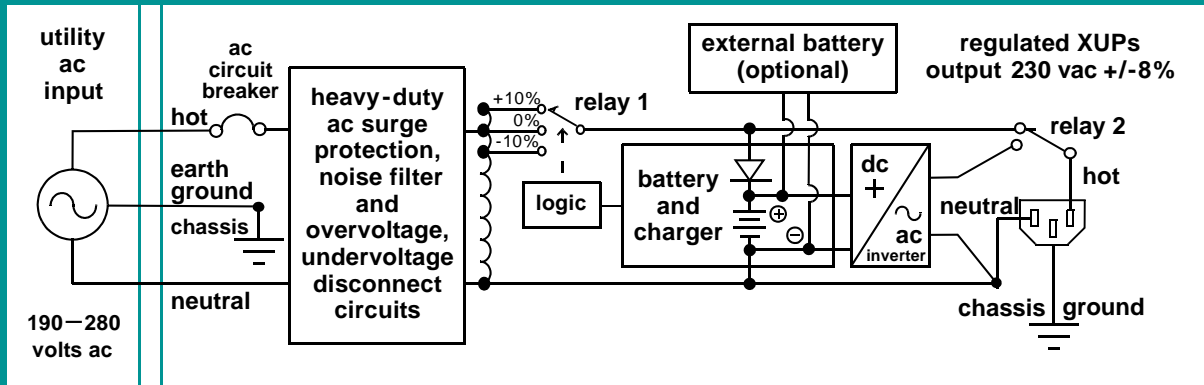 utility
ac
input
ac
circuit
breaker
hot
earth
ground
chassis
neutral
190—280
volts ac
heavy-duty
ac surge
protection,
noise filter
and
overvoltage,
undervoltage
disconnect
circuits
+10%
0%
-10%
relay 1
logic
external battery
(optional)
battery
and
charger
+
−
dc
+
ac
inverter
regulated XUPs
output 230 vac +/-8%
relay 2
hot
neutral
chassis ground